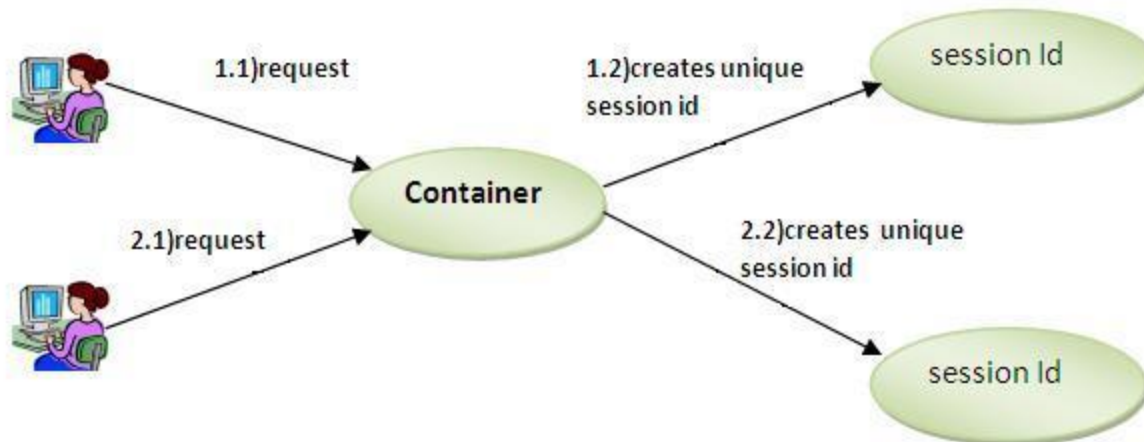 1.1)request
1.2)creates unique
session id
session Id
Container
2.1)request
2.2)creates unique
session id
session Id